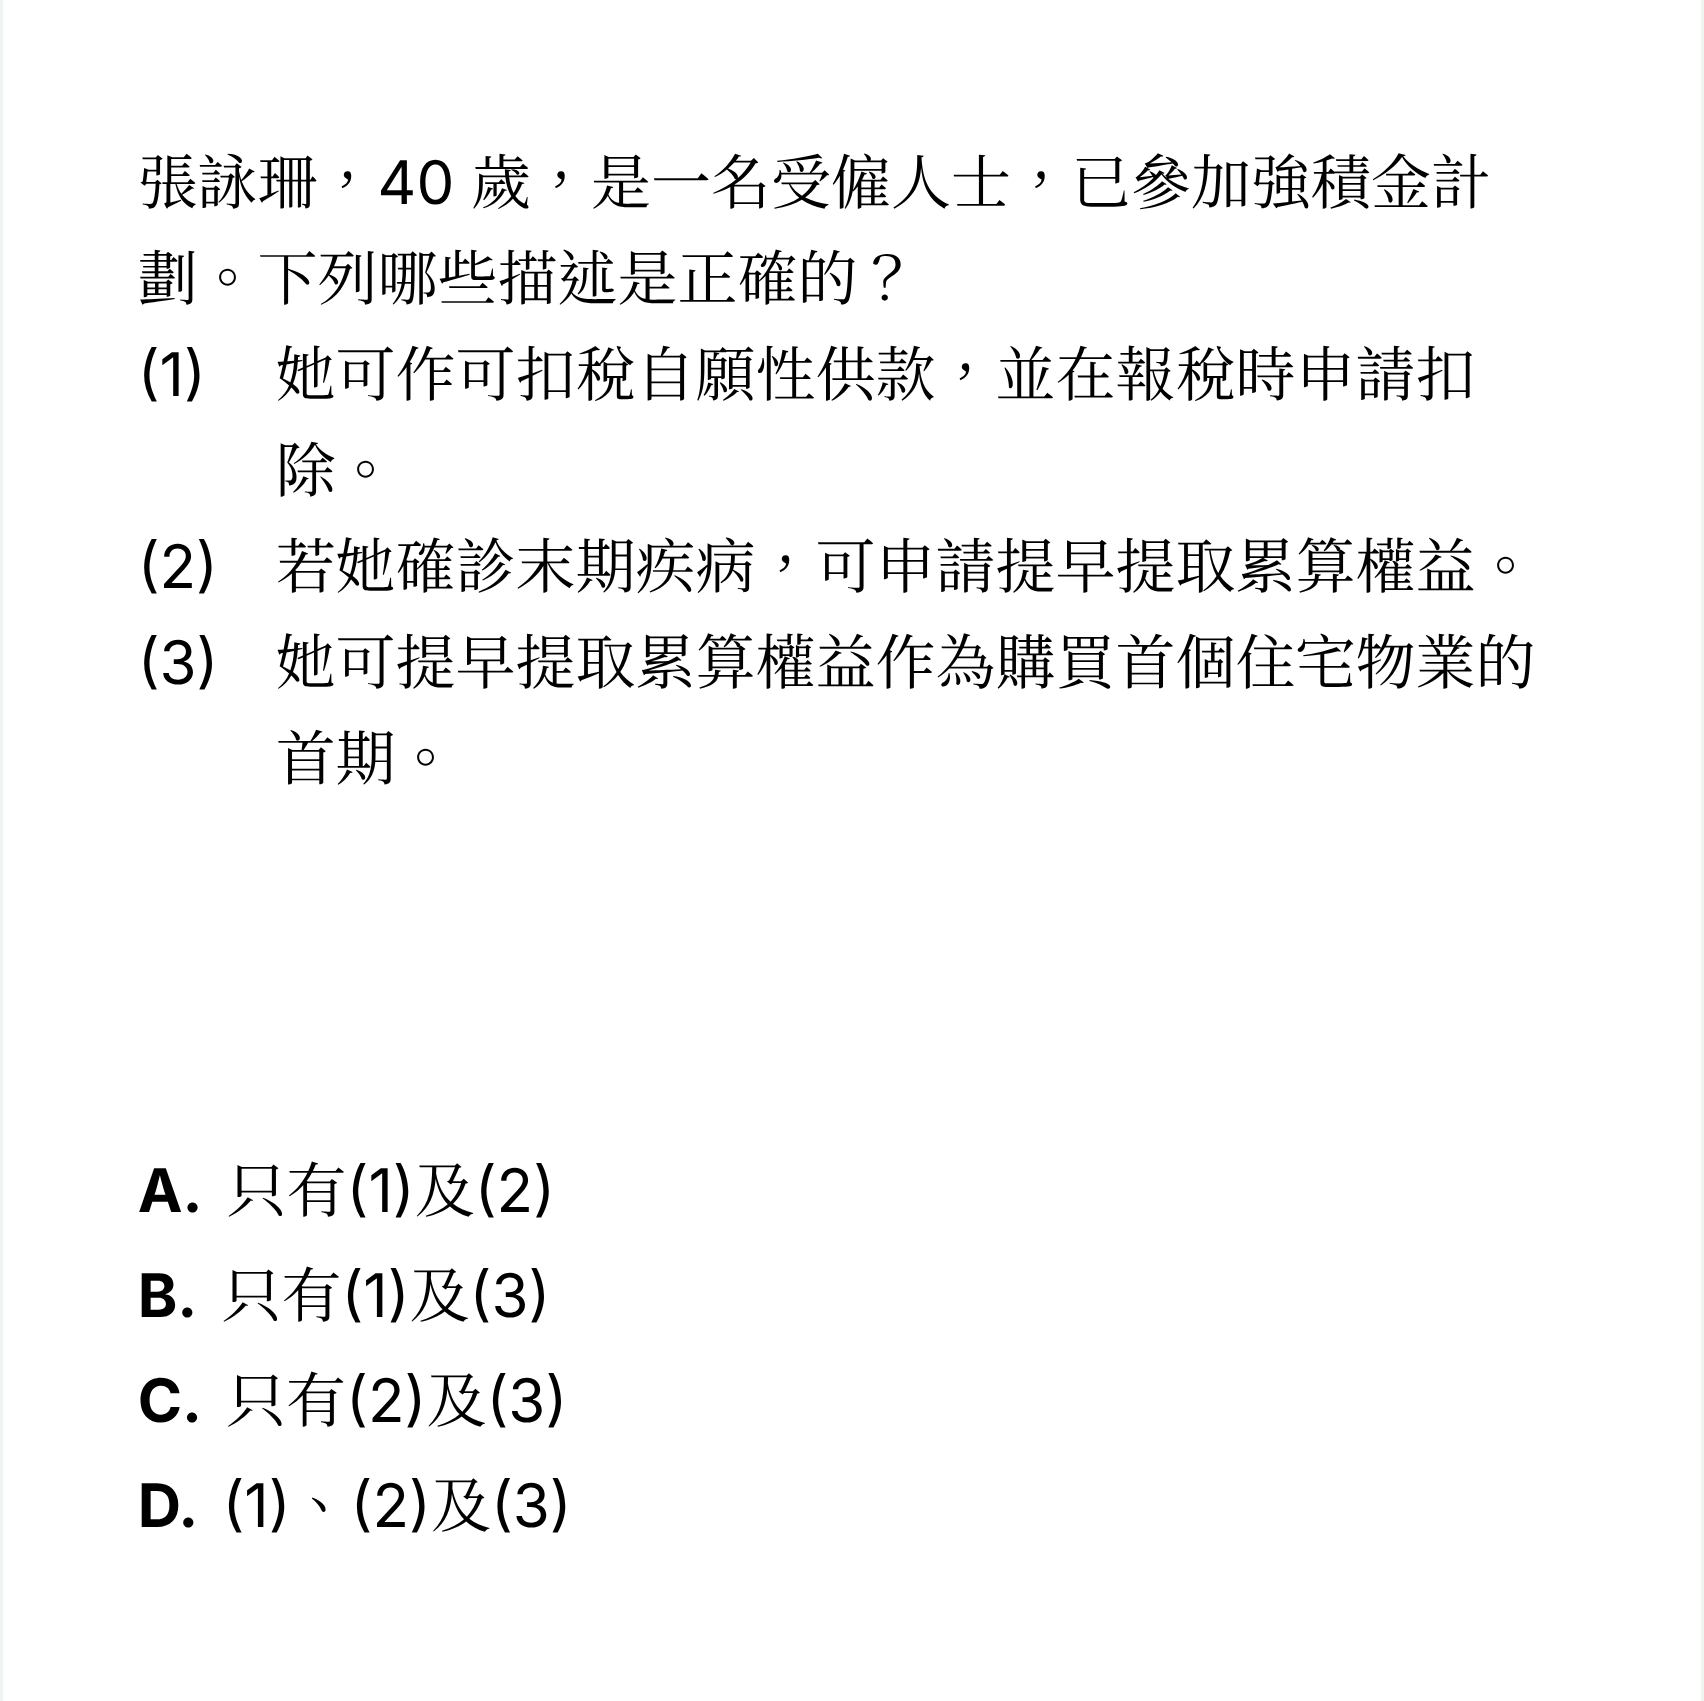 張詠珊，40 歲，是一名受僱人士，已參加強積金計
劃。下列哪些描述是正確的？
(1) 她可作可扣稅自願性供款，並在報稅時申請扣
除。
(2) 若她確診末期疾病，可申請提早提取累算權益。
(3) 她可提早提取累算權益作為購買首個住宅物業的
首期。
A. 只有(1)及(2)
B. 只有(1)及(3)
C. 只有(2)及(3)
D. (1)、(2)及(3)